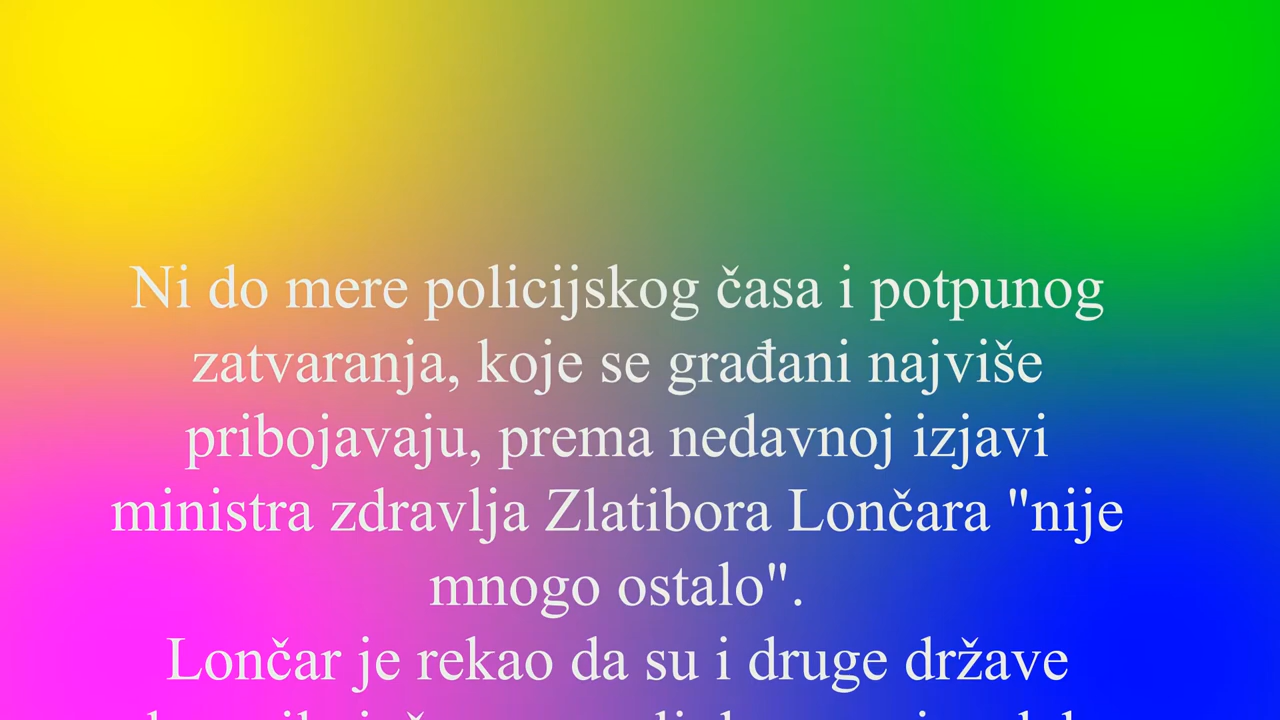 Ni do mere policijskog časa i potpunog
zatvaranja, koje se građani najviše
pribojavaju, prema nedavnoj izjavi
ministra zdravlja Zlatibora Lončara "nije
mnogo ostalo".
Lončar je rekao da su i druge države